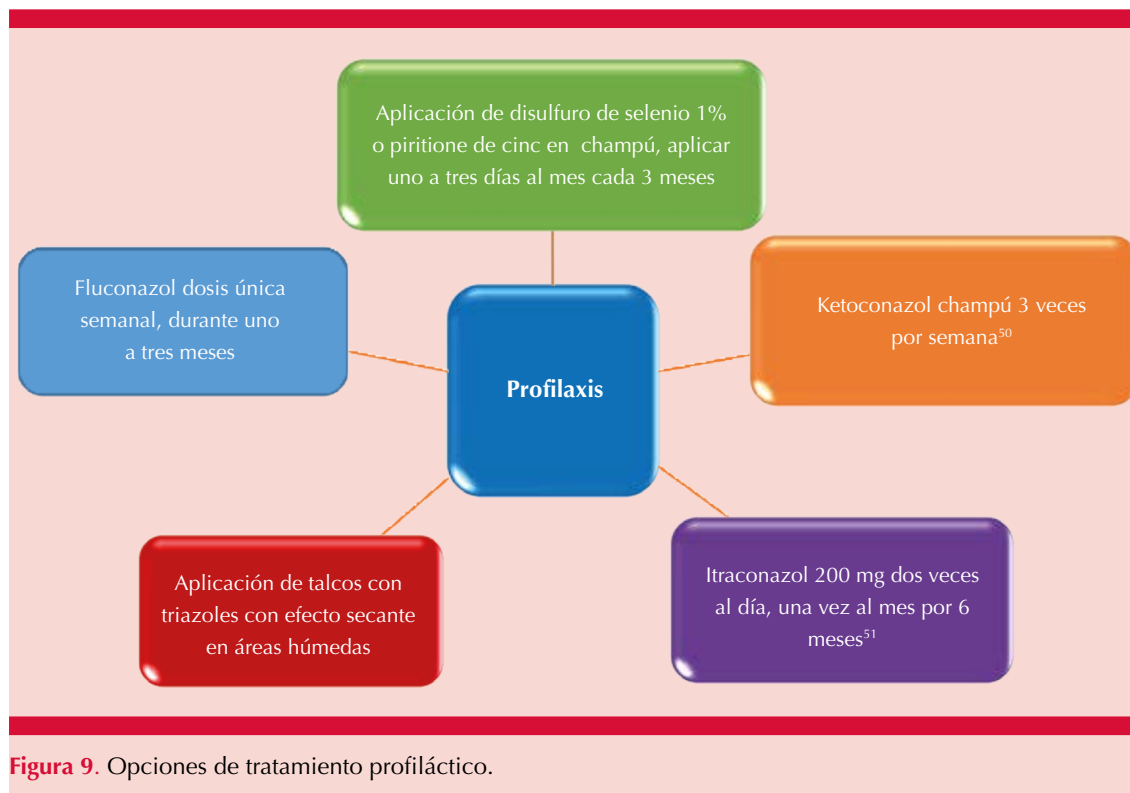 Aplicación de disulfuro de selenio 1%
o piritione de cinc en champú, aplicar
uno a tres días al mes cada 3 meses
Fluconazol dosis única
semanal, durante uno
a tres meses
Profilaxis
Ketoconazol champú 3 veces
por semana⁵⁰
Aplicación de talcos con
triazoles con efecto secante
en áreas húmedas
Itraconazol 200 mg dos veces
al día, una vez al mes por 6
meses⁵¹
Figura 9. Opciones de tratamiento profiláctico.